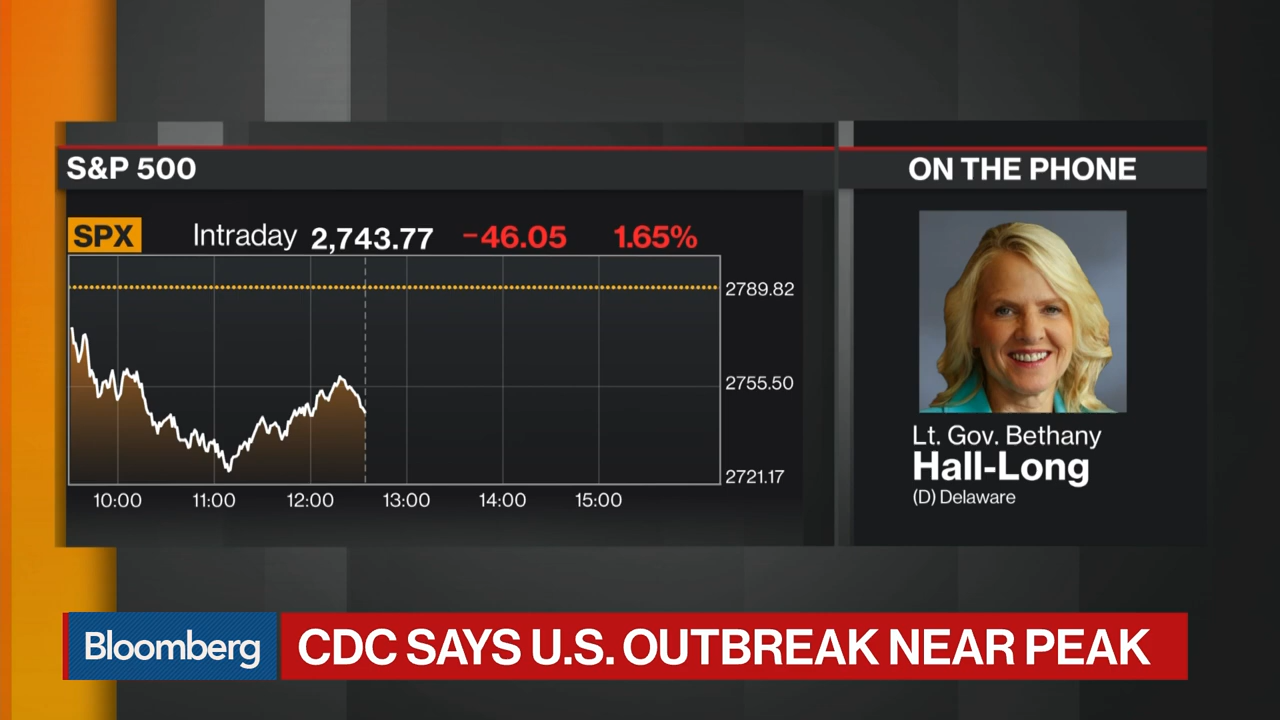 S&P 500
SPX Intraday 2,743.77 -46.05 1.65%
2789.82
2755.50
2721.17
10:00 11:00 12:00 13:00 14:00 15:00
ON THE PHONE
Lt. Gov. Bethany
Hall-Long
(D) Delaware
Bloomberg CDC SAYS U.S. OUTBREAK NEAR PEAK